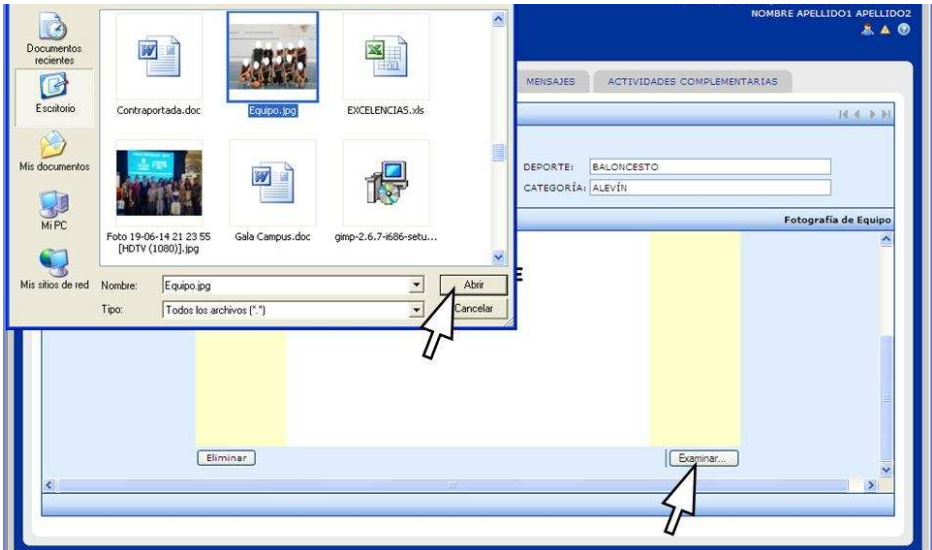 NOMBRE APELLIDO1 APELLIDO2
Documentos
recientes
Escritorio
Mis documentos
Mi PC
Mis sitios de red
Contraportada.doc
Equipo.jpg
EXCELENCIAS.xls
Foto 19-06-14 21 23 55
[HDTV (1080)].jpg
Gala Campus.doc
gimp-2.6.7-i686-setu...
Nombre:
Equipo.jpg
Abrir
Tipo:
Todos los archivos (*.*)
Cancelar
MENSAJES
ACTIVIDADES COMPLEMENTARIAS
DEPORTE:
BALONCESTO
CATEGORÍA:
ALEVÍN
Fotografía de Equipo
E
Eliminar
Examinar...